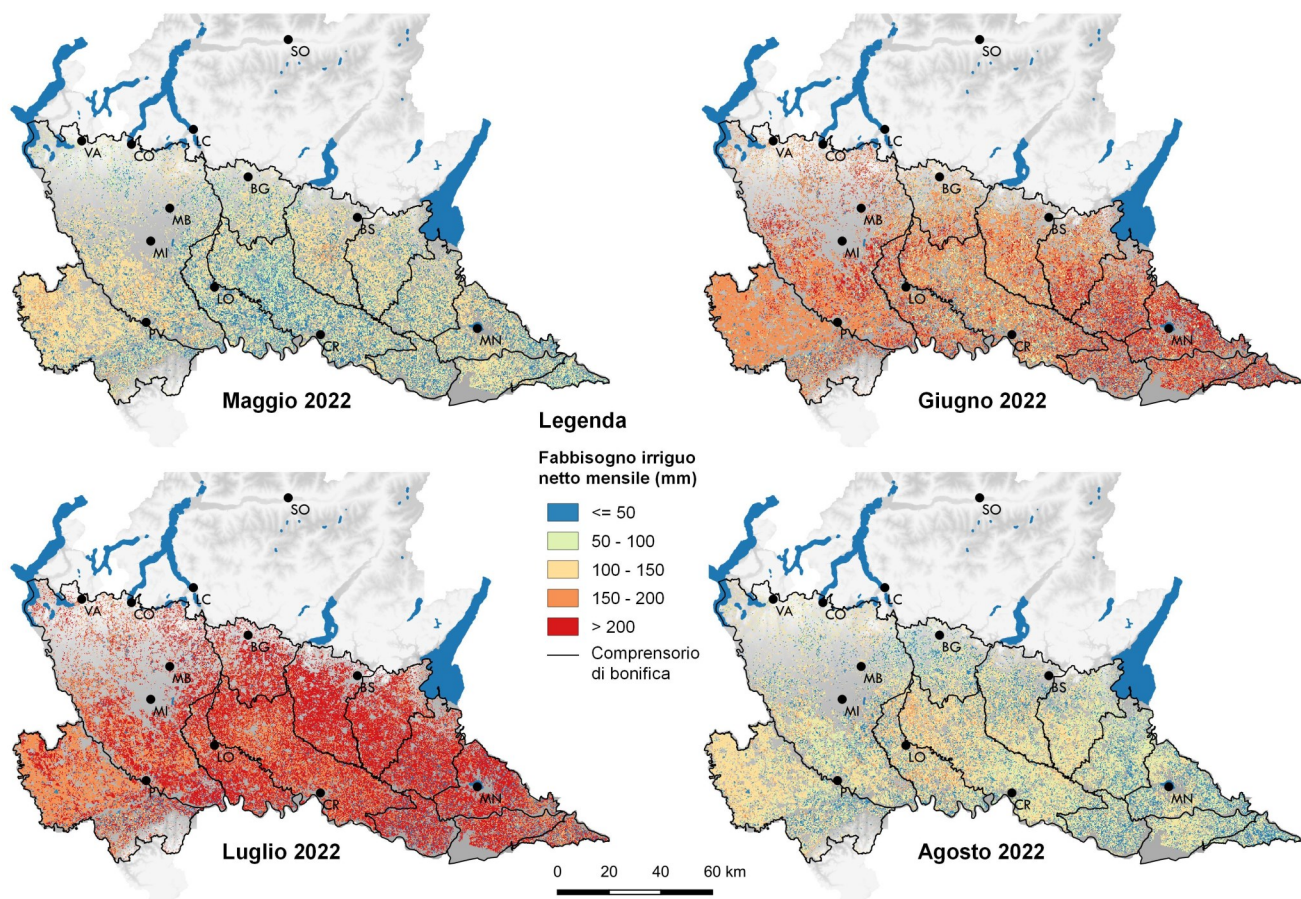 SO
VA
CO
LC
BG
MB
BS
MI
LO
PV
CR
MN
Maggio 2022
SO
VA
CO
LC
BG
MB
BS
MI
LO
PV
CR
MN
Giugno 2022
Legenda
Fabbisogno irriguo
netto mensile (mm)
<= 50
50 - 100
100 - 150
150 - 200
> 200
Comprensorio
di bonifica
SO
VA
CO
LC
BG
MB
BS
MI
LO
PV
CR
MN
Luglio 2022
SO
VA
CO
LC
BG
MB
BS
MI
LO
PV
CR
MN
Agosto 2022
0 20 40 60 km